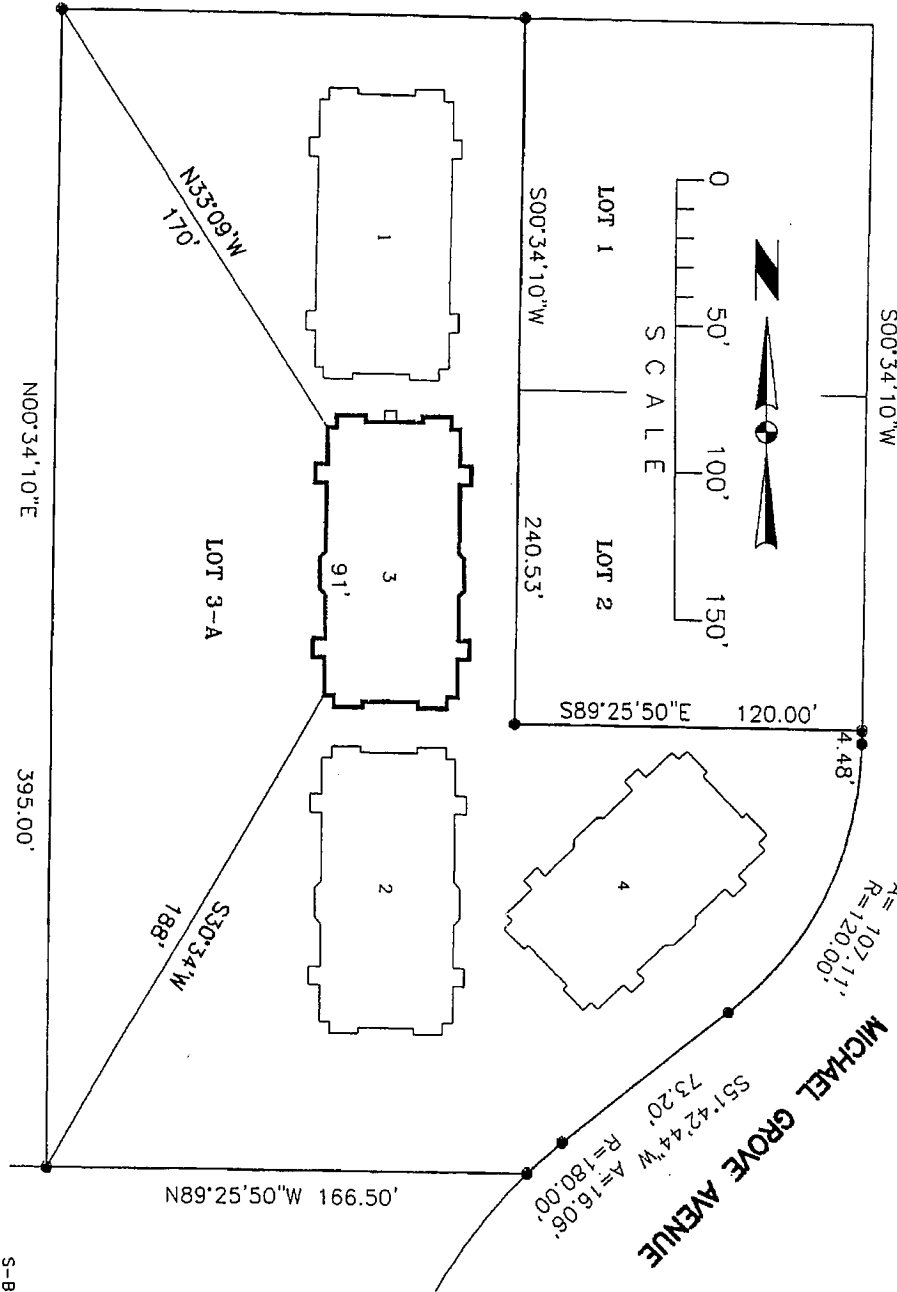 S00°34'10"W
MICHAEL GROVE AVENUE
107.11'
R=120.00'
4.48'
S89°25'50"E 120.00'
S51°42'44"W
73.20'
A=16.06'
R=180.00'
N
0 50' 100' 150'
SCALE
LOT 1
LOT 2
S00°34'10"W 240.53'
1
3
91'
2
4
N33°09'W
170'
LOT 3-A
S30°34'W
188'
N00°34'10"E 395.00'
N89°25'50"W 166.50'
S-B